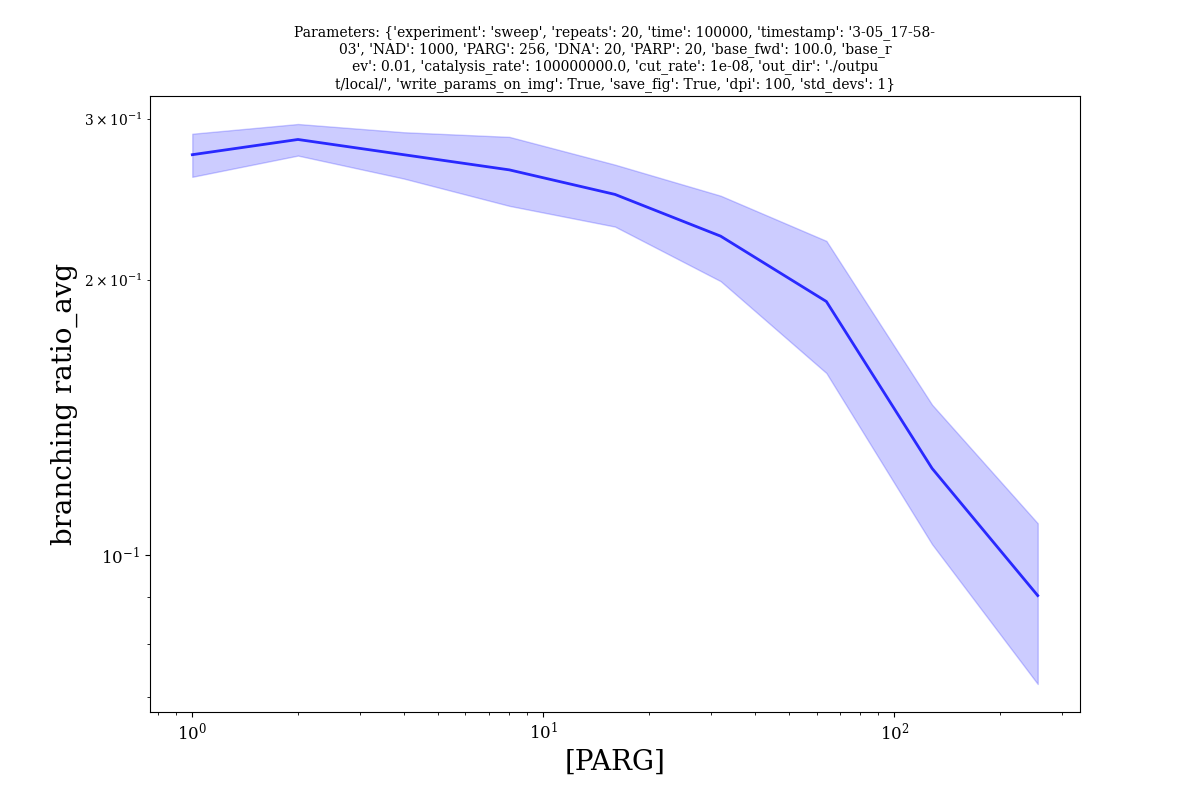 Parameters: {'experiment': 'sweep', 'repeats': 20, 'time': 100000, 'timestamp': '3-05_17-58-
03', 'NAD': 1000, 'PARG': 256, 'DNA': 20, 'PARP': 20, 'base_fwd': 100.0, 'base_r
ev': 0.01, 'catalysis_rate': 100000000.0, 'cut_rate': 1e-08, 'out_dir': './outpu
t/local/', 'write_params_on_img': True, 'save_fig': True, 'dpi': 100, 'std_devs': 1}
3 × 10⁻¹
2 × 10⁻¹
10⁻¹
branching ratio_avg
10⁰ 10¹ 10²
[PARG]